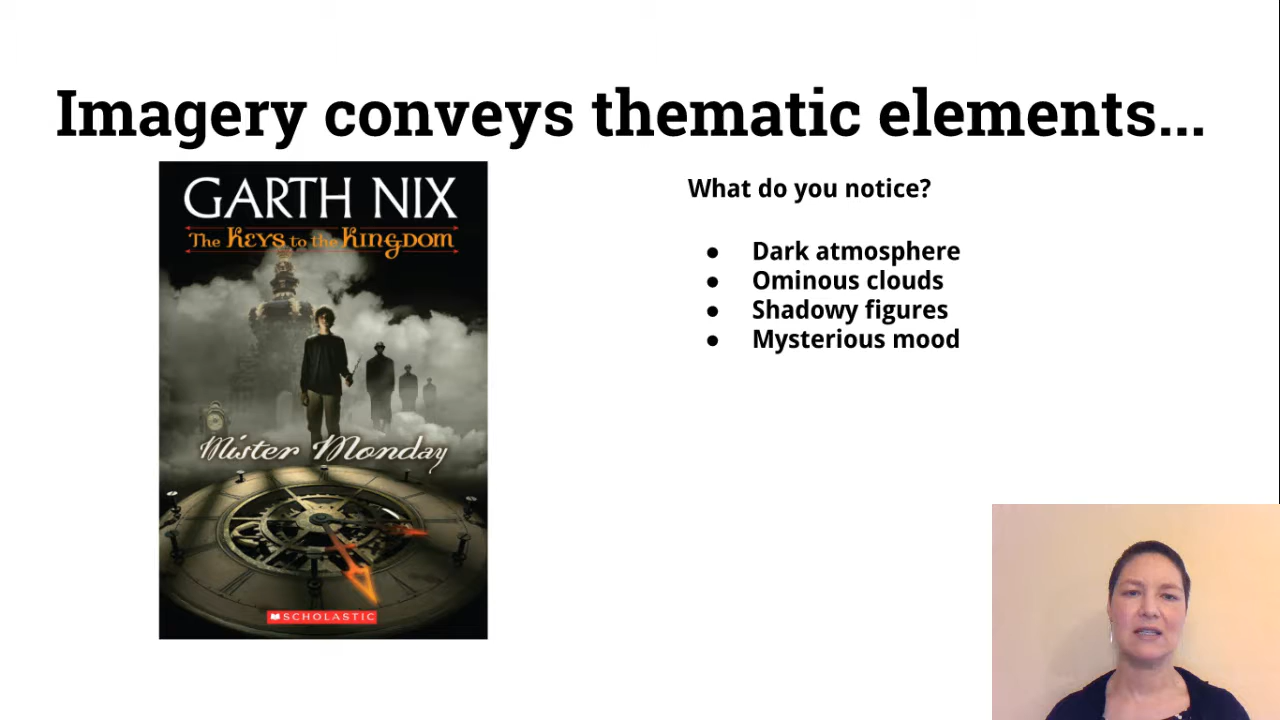 Imagery conveys thematic elements...
GARTH NIX
The KEYS to the KINGDOM
Mister Monday
SCHOLASTIC
What do you notice?
● Dark atmosphere
● Ominous clouds
● Shadowy figures
● Mysterious mood